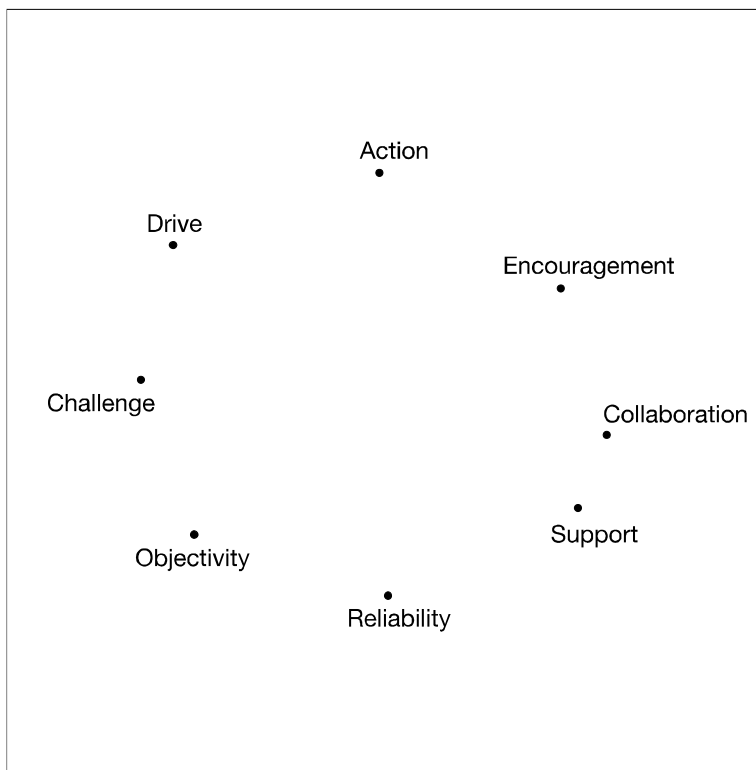 Action
Drive
Encouragement
Challenge
Collaboration
Support
Objectivity
Reliability